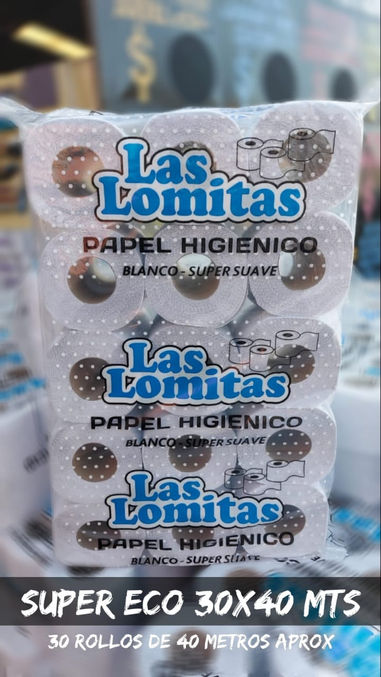 $
Las
Lomitas
PAPEL HIGIENICO
BLANCO - SUPER SUAVE
Las
Lomitas
PAPEL HIGIENICO
BLANCO - SUPER SUAVE
Las
Lomitas
PAPEL HIGIENICO
BLANCO - SUPER SUAVE
SUPER ECO 30X40 MTS
30 ROLLOS DE 40 METROS APROX